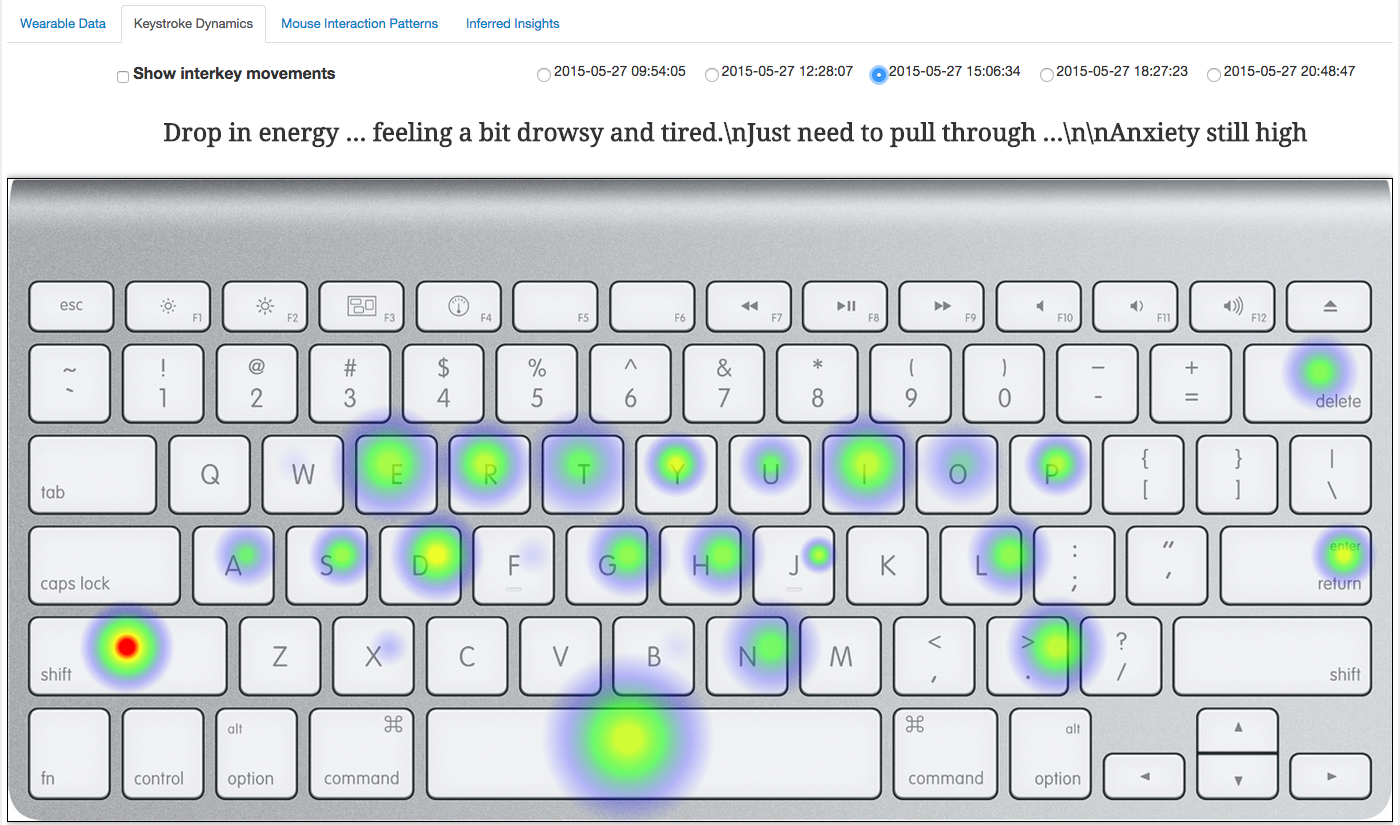 Wearable Data Keystroke Dynamics Mouse Interaction Patterns Inferred Insights
Show interkey movements 2015-05-27 09:54:05 2015-05-27 12:28:07 2015-05-27 15:06:34 2015-05-27 18:27:23 2015-05-27 20:48:47
Drop in energy ... feeling a bit drowsy and tired.\nJust need to pull through ...\n\nAnxiety still high
esc F1 F2 F3 F4 F5 F6 F7 F8 F9 F10 F11 F12
~ ! @ # $ % ^ & * ( ) – +
` 1 2 3 4 5 6 7 8 9 0 - = delete
tab Q W E R T Y U I O P { [ } ] | \
caps lock A S D F G H J K L : ; " ' enter return
shift Z X C V B N M < , > . ? / shift
fn control alt option ⌘ command ⌘ command alt option